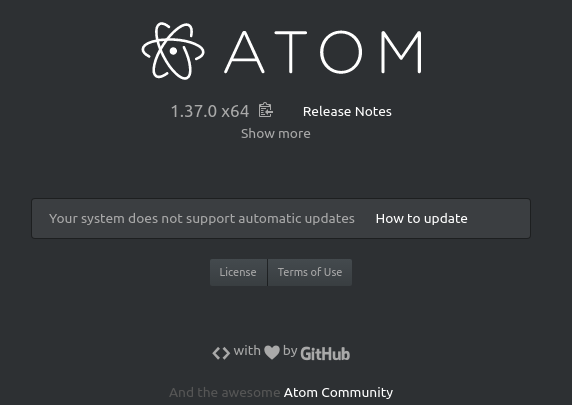 ATOM
1.37.0 x64 Release Notes
Show more
Your system does not support automatic updates How to update
License Terms of Use
with by GitHub
And the awesome Atom Community